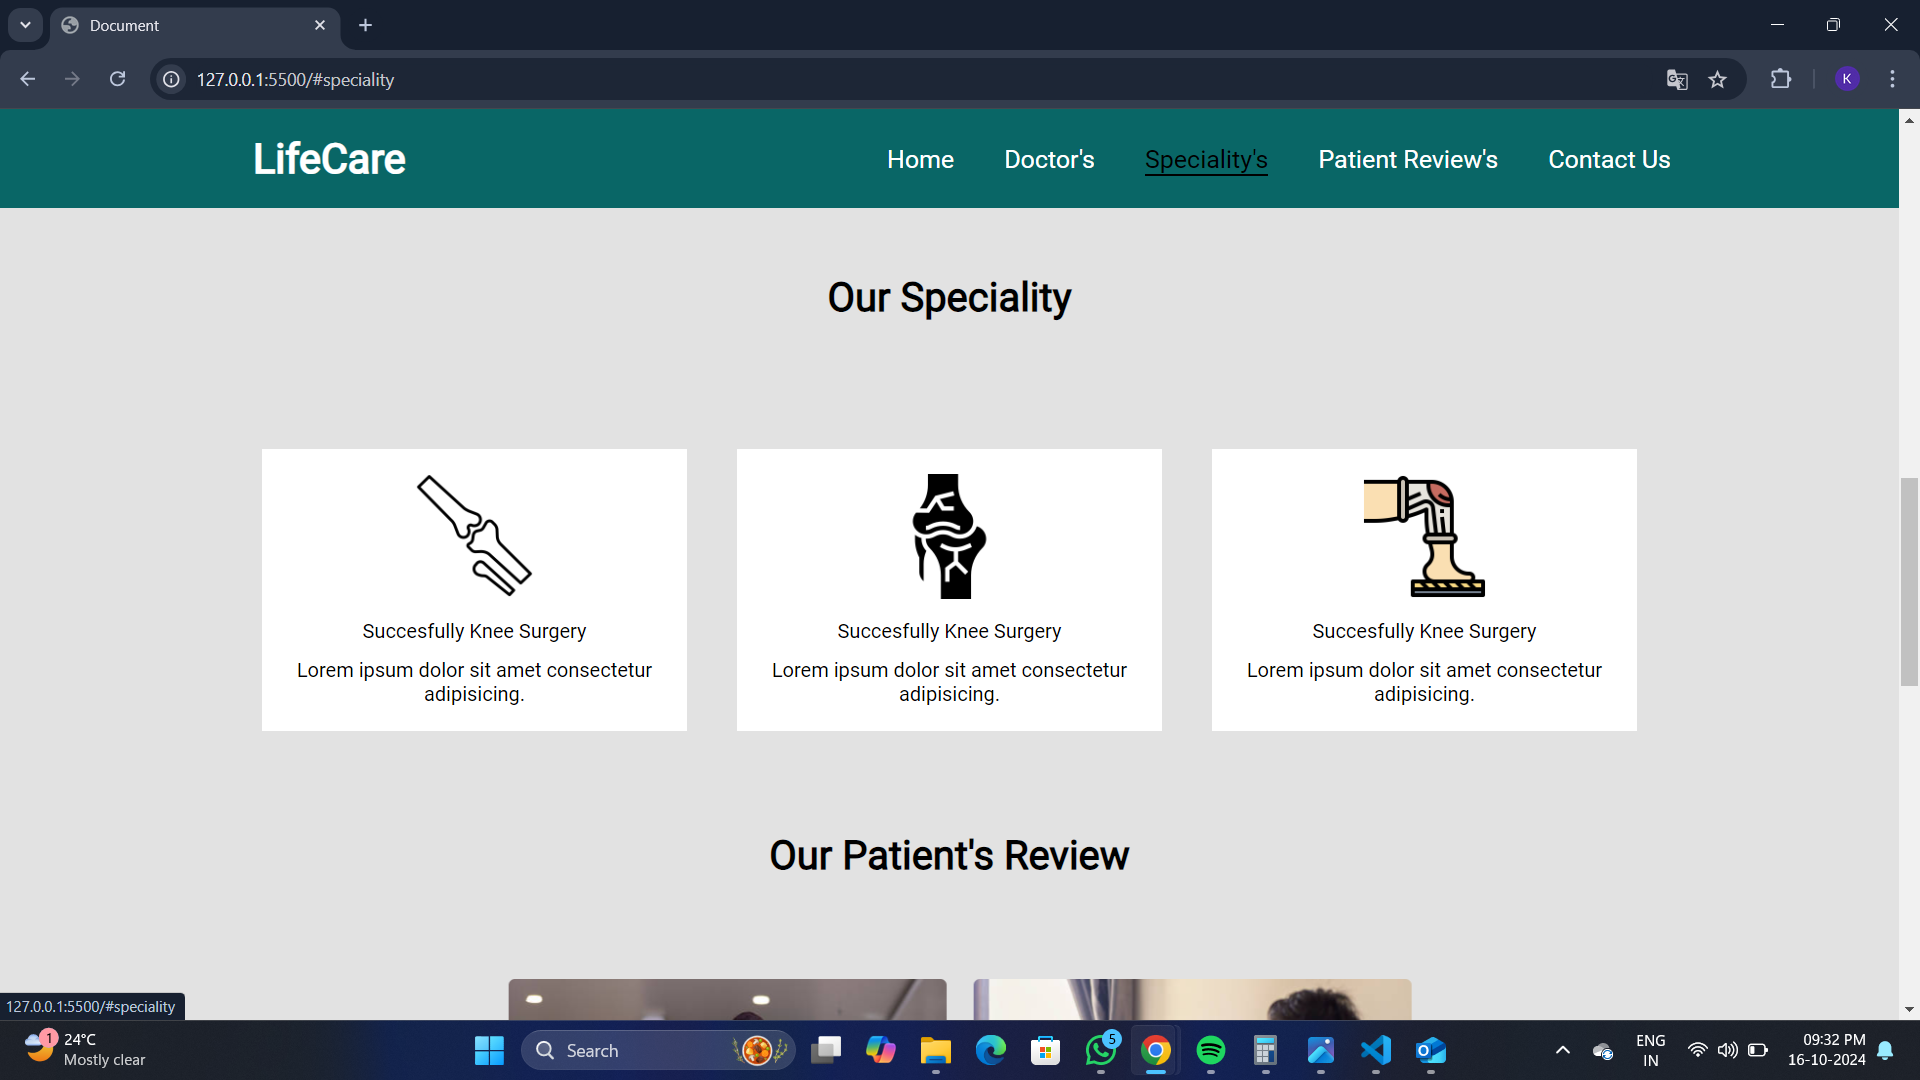 Document
127.0.0.1:5500/#speciality
K
LifeCare
Home
Doctor's
Speciality's
Patient Review's
Contact Us
Our Speciality
Succesfully Knee Surgery
Lorem ipsum dolor sit amet consectetur
adipisicing.
Succesfully Knee Surgery
Lorem ipsum dolor sit amet consectetur
adipisicing.
Succesfully Knee Surgery
Lorem ipsum dolor sit amet consectetur
adipisicing.
Our Patient's Review
127.0.0.1:5500/#speciality
1
24°C
Mostly clear
Search
5
ENG
IN
09:32 PM
16-10-2024